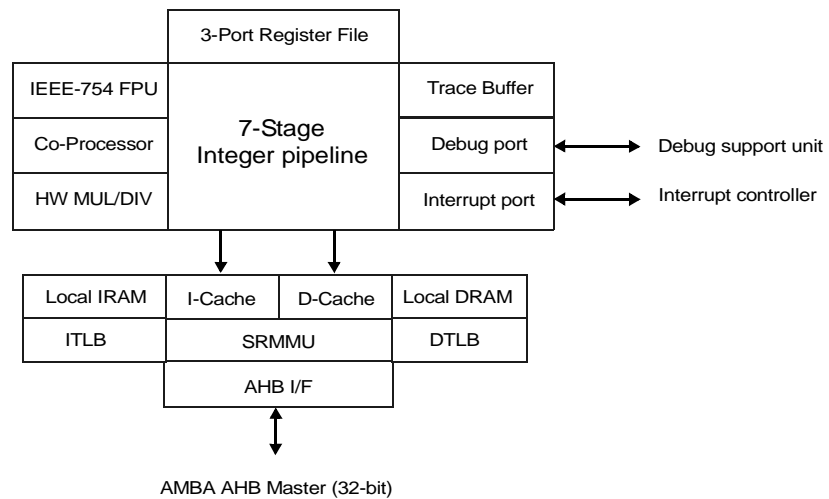 3-Port Register File
IEEE-754 FPU
Trace Buffer
7-Stage
Integer pipeline
Co-Processor
Debug port
Debug support unit
HW MUL/DIV
Interrupt port
Interrupt controller
Local IRAM
I-Cache
D-Cache
Local DRAM
ITLB
SRMMU
DTLB
AHB I/F
AMBA AHB Master (32-bit)